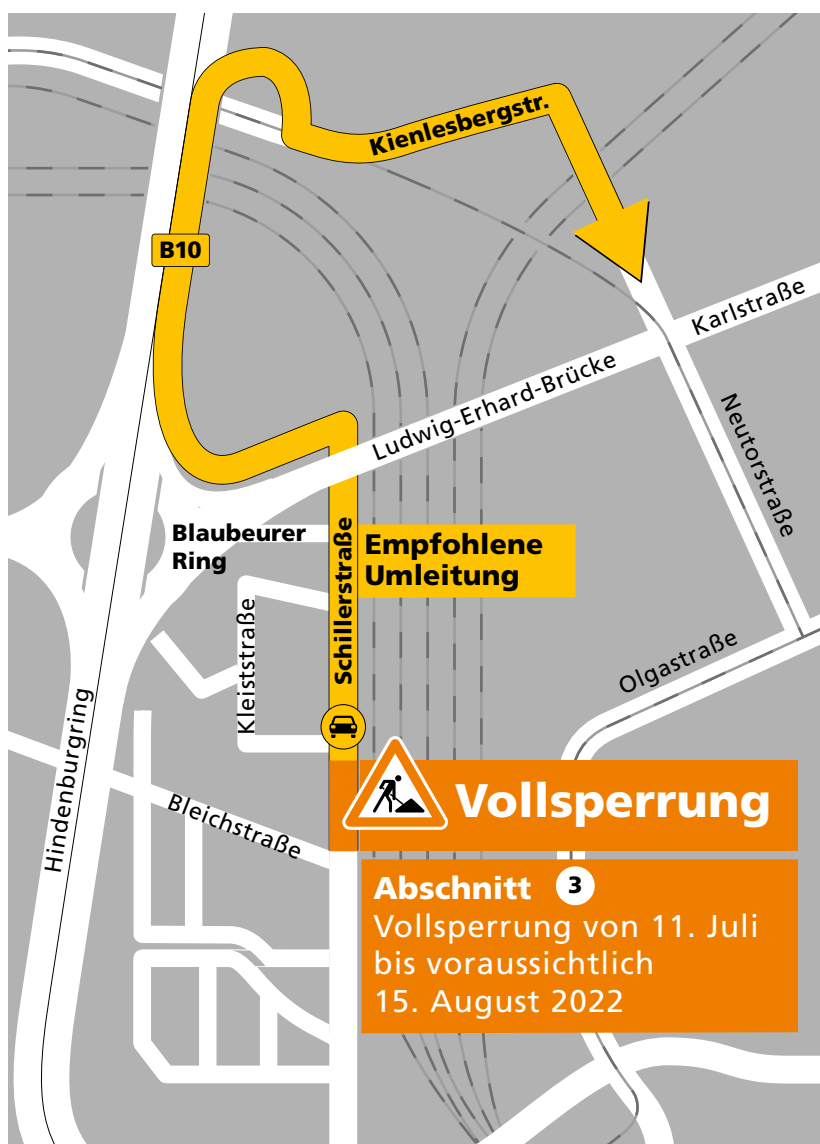 Kienlesbergstr.
B10
Karlstraße
Ludwig-Erhard-Brücke
Neutorstraße
Blaubeurer
Ring
Schillerstraße
Empfohlene
Umleitung
Kleiststraße
Olgastraße
Hindenburgring
Bleichstraße
Vollsperrung
Abschnitt 3
Vollsperrung von 11. Juli
bis voraussichtlich
15. August 2022